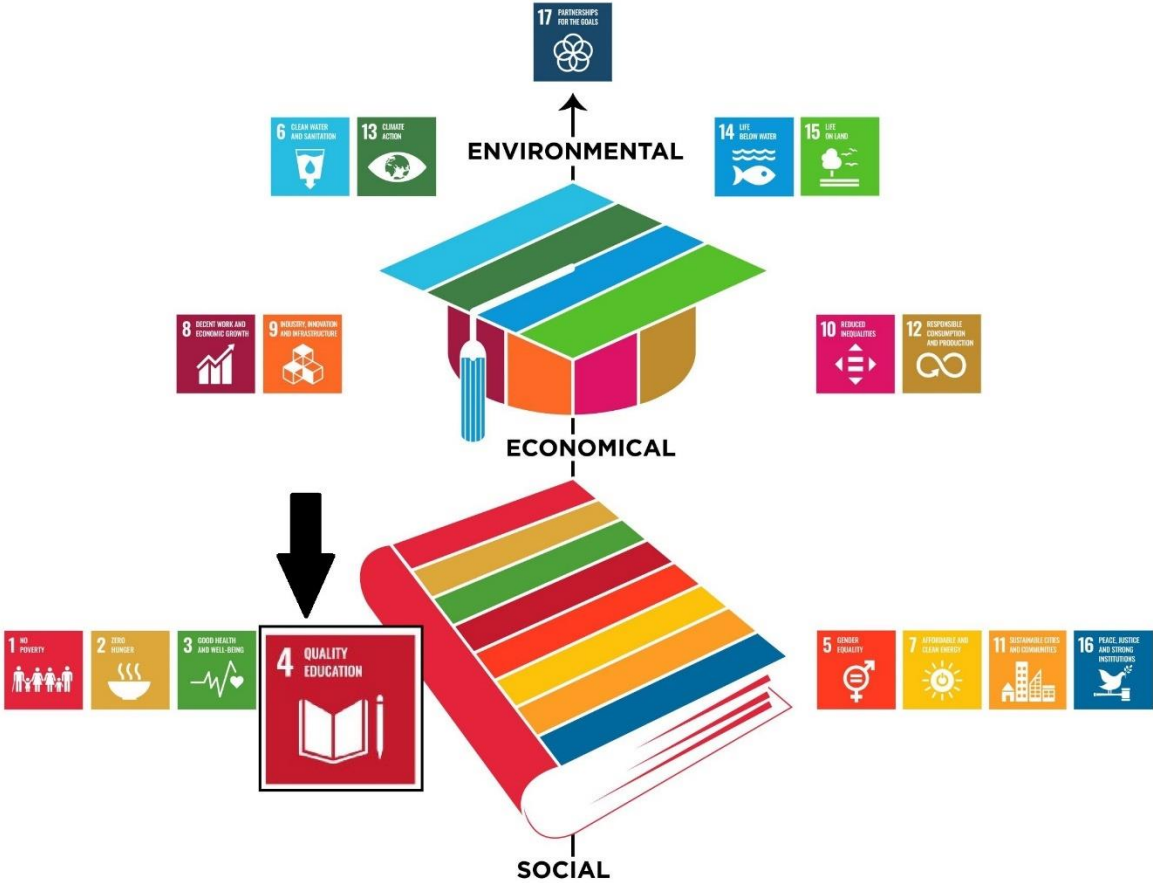 17 PARTNERSHIPS
FOR THE GOALS
6 CLEAN WATER
AND SANITATION
13 CLIMATE
ACTION
14 LIFE
BELOW WATER
15 LIFE
ON LAND
ENVIRONMENTAL
8 DECENT WORK AND
ECONOMIC GROWTH
9 INDUSTRY, INNOVATION
AND INFRASTRUCTURE
10 REDUCED
INEQUALITIES
12 RESPONSIBLE
CONSUMPTION
AND PRODUCTION
ECONOMICAL
1 NO
POVERTY
2 ZERO
HUNGER
3 GOOD HEALTH
AND WELL-BEING
4 QUALITY
EDUCATION
5 GENDER
EQUALITY
7 AFFORDABLE AND
CLEAN ENERGY
11 SUSTAINABLE CITIES
AND COMMUNITIES
16 PEACE, JUSTICE
AND STRONG
INSTITUTIONS
SOCIAL